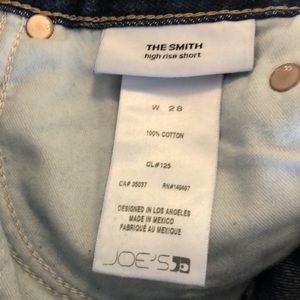 THE SMITH
high rise short
W 28
100% COTTON
CL#125
CA# 35097 RN#149497
DESIGNED IN LOS ANGELES
MADE IN MEXICO
FABRIQUÉ AU MEXIQUE
JOE'S